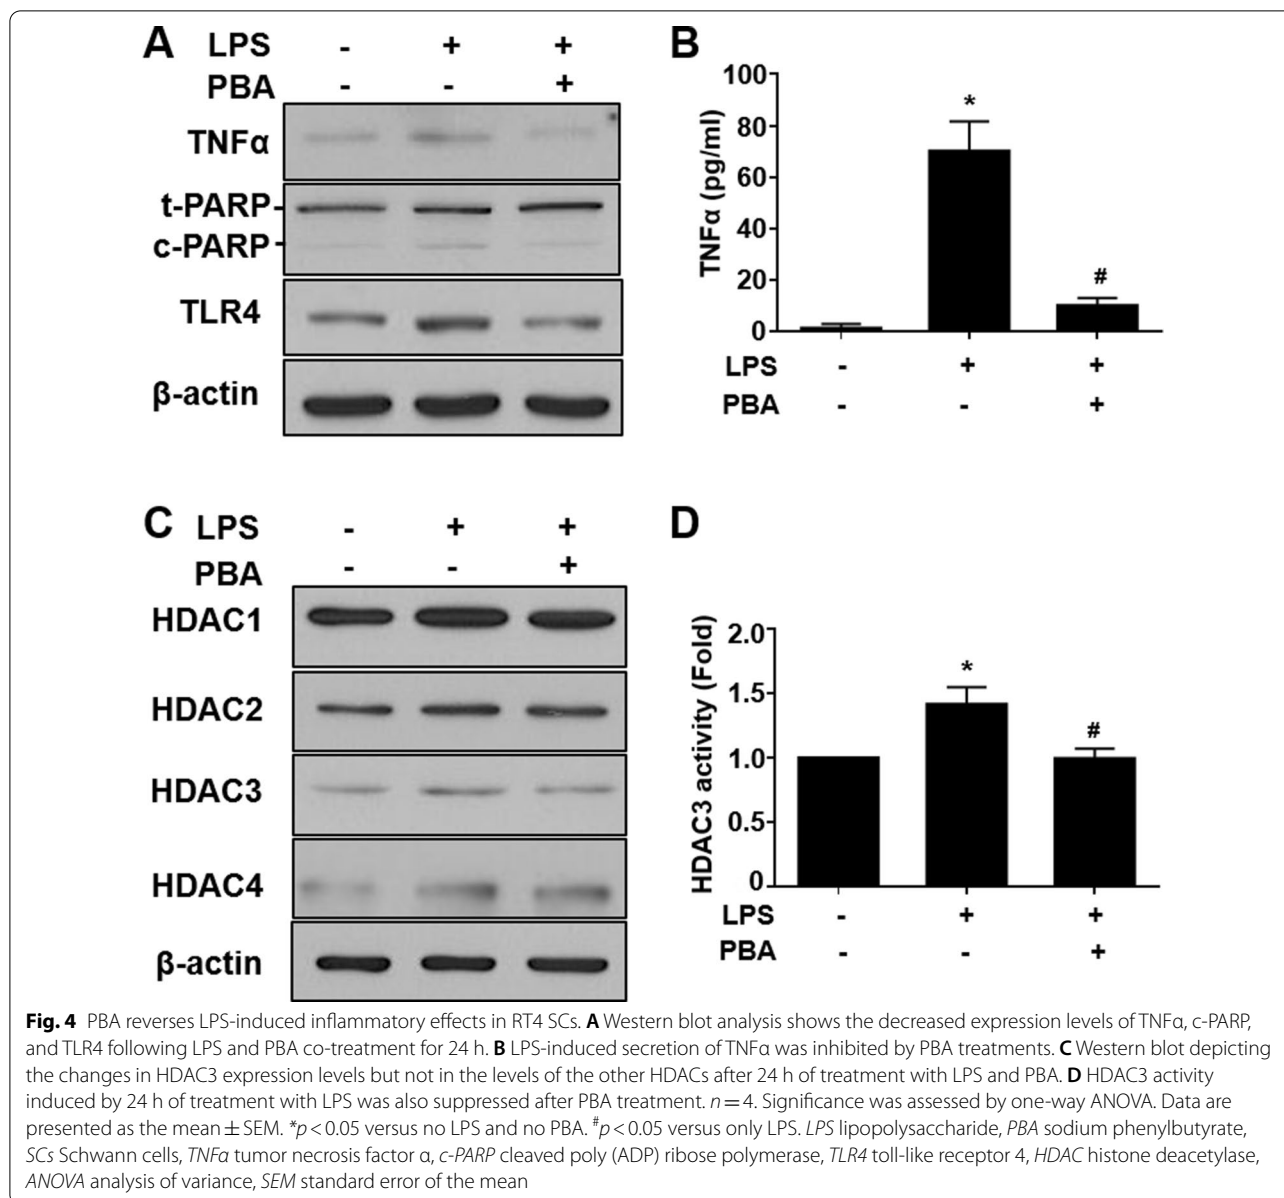 A LPS - + +
PBA - - +
TNFα
t-PARP-
c-PARP-
TLR4
β-actin
B
TNFα (pg/ml)
100
80
60
40
20
0
*
#
LPS - + +
PBA - - +
C LPS - + +
PBA - - +
HDAC1
HDAC2
HDAC3
HDAC4
β-actin
D
HDAC3 activity (Fold)
2.0
1.5
1.0
0.5
0
*
#
LPS - + +
PBA - - +
Fig. 4 PBA reverses LPS-induced inflammatory effects in RT4 SCs. A Western blot analysis shows the decreased expression levels of TNFα, c-PARP,
and TLR4 following LPS and PBA co-treatment for 24 h. B LPS-induced secretion of TNFα was inhibited by PBA treatments. C Western blot depicting
the changes in HDAC3 expression levels but not in the levels of the other HDACs after 24 h of treatment with LPS and PBA. D HDAC3 activity
induced by 24 h of treatment with LPS was also suppressed after PBA treatment. n = 4. Significance was assessed by one-way ANOVA. Data are
presented as the mean ± SEM. *p < 0.05 versus no LPS and no PBA. #p < 0.05 versus only LPS. LPS lipopolysaccharide, PBA sodium phenylbutyrate,
SCs Schwann cells, TNFα tumor necrosis factor α, c-PARP cleaved poly (ADP) ribose polymerase, TLR4 toll-like receptor 4, HDAC histone deacetylase,
ANOVA analysis of variance, SEM standard error of the mean